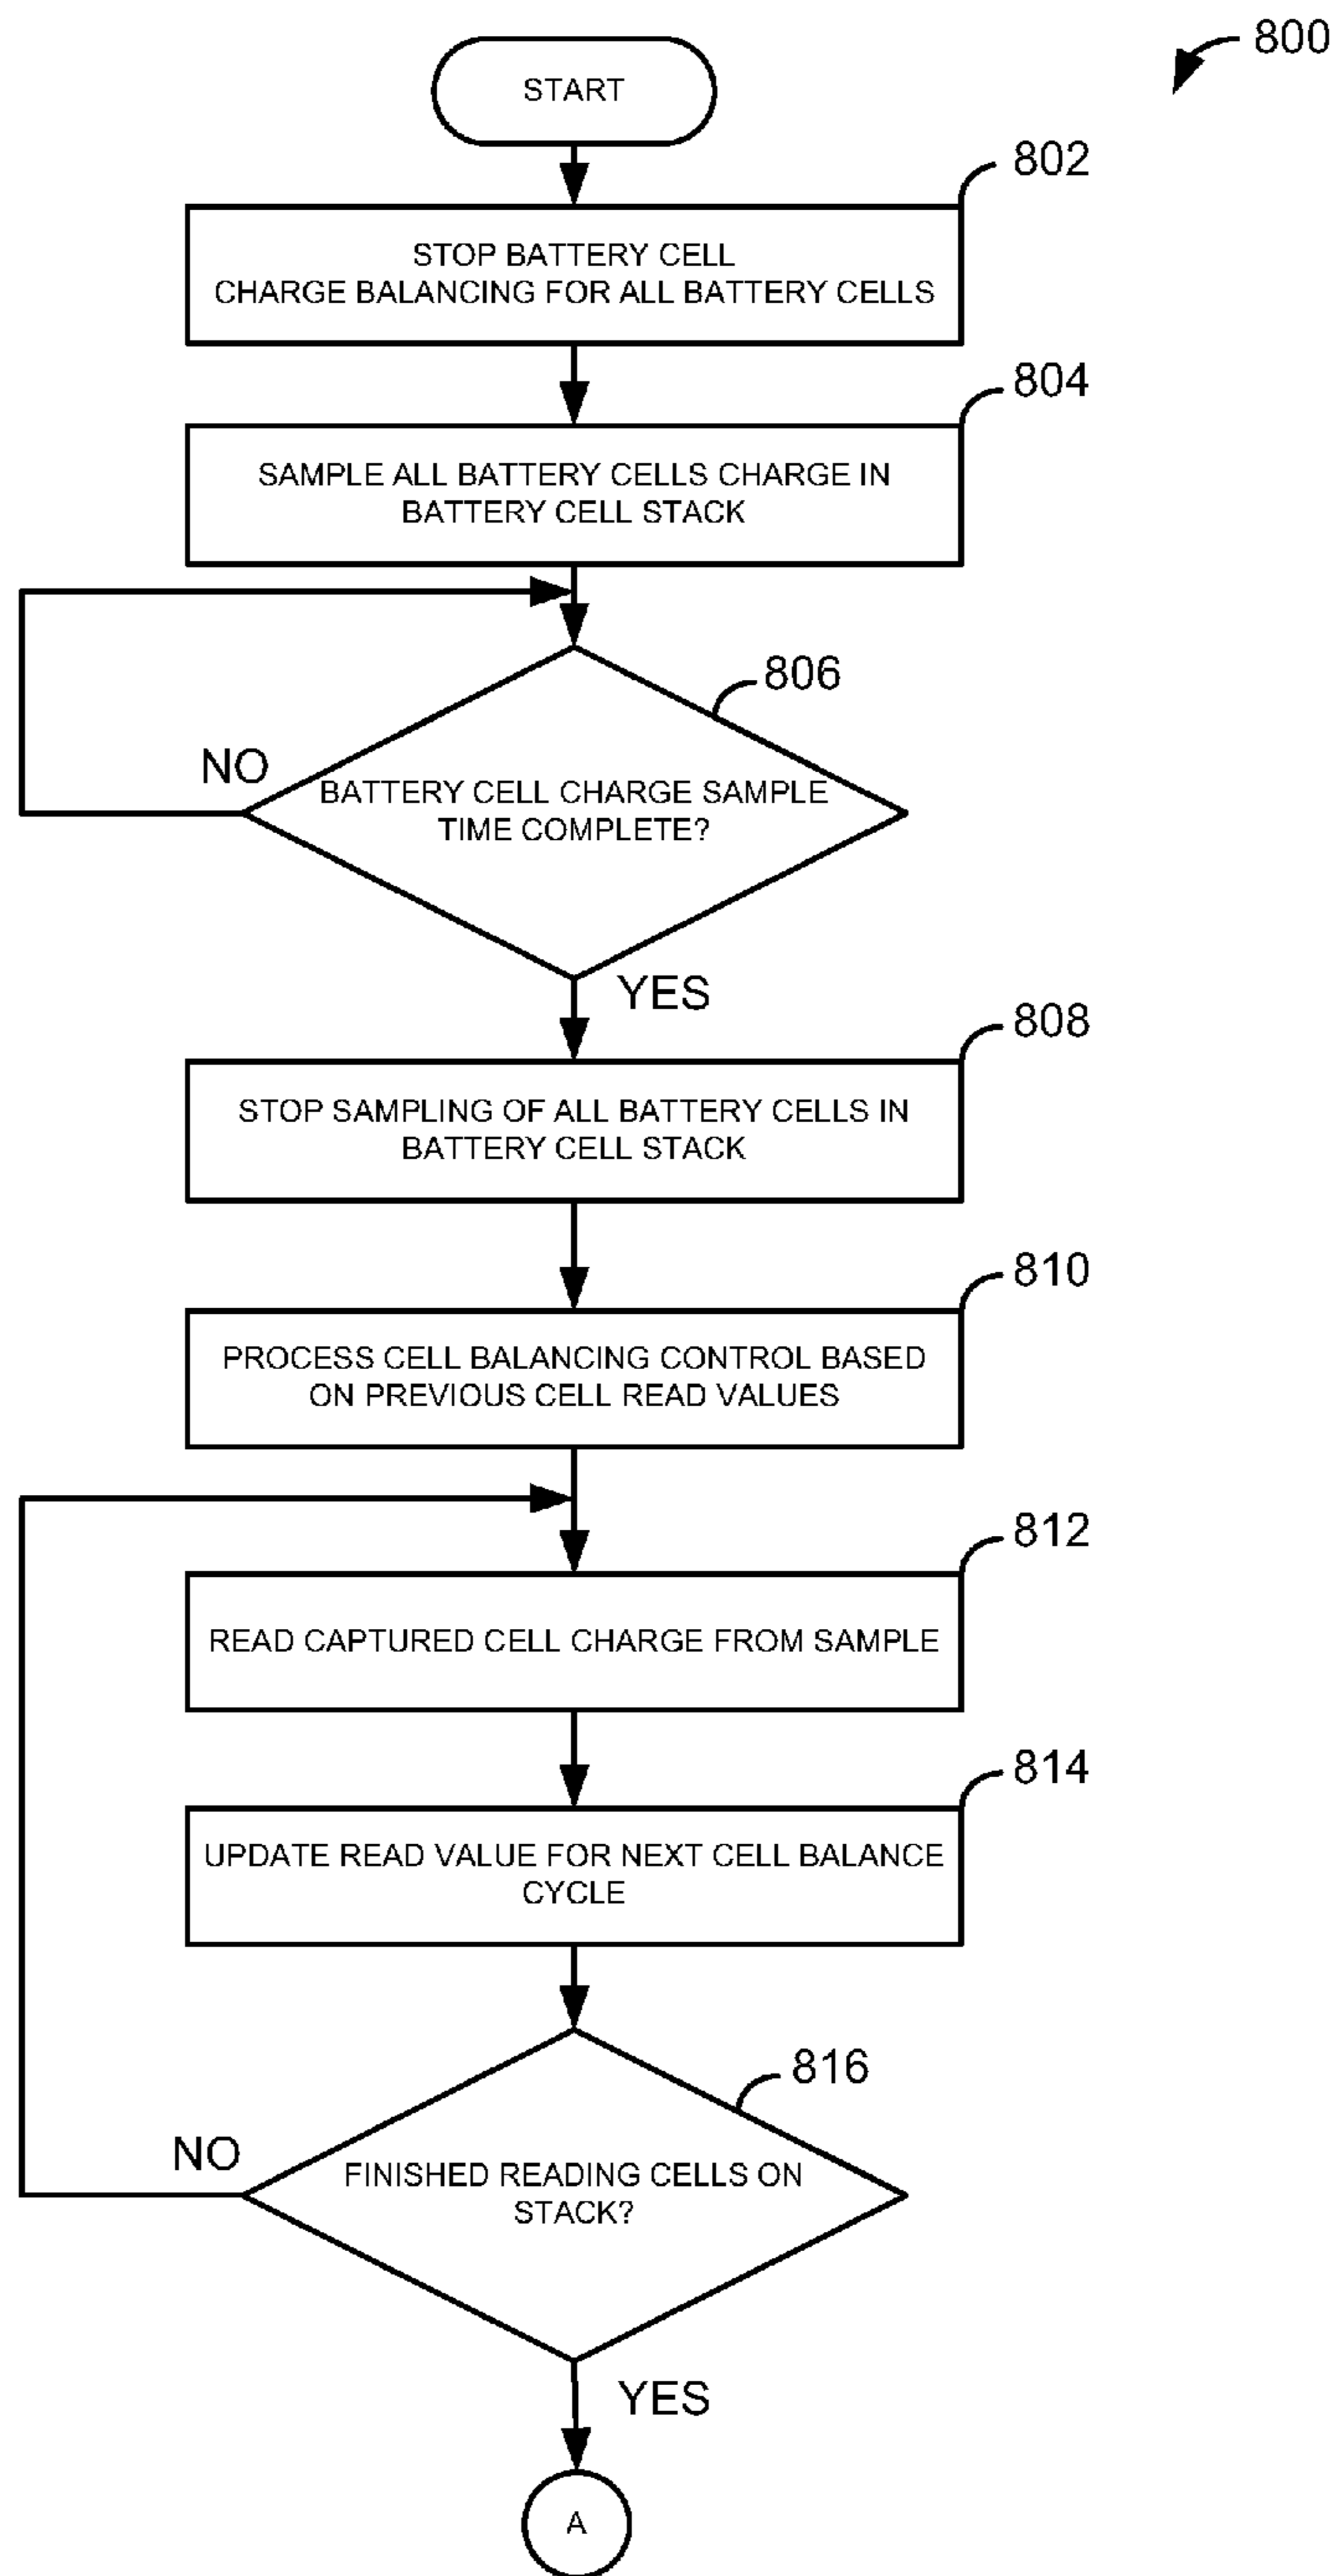 800
START
802
STOP BATTERY CELL
CHARGE BALANCING FOR ALL BATTERY CELLS
804
SAMPLE ALL BATTERY CELLS CHARGE IN
BATTERY CELL STACK
806
NO
BATTERY CELL CHARGE SAMPLE
TIME COMPLETE?
YES
808
STOP SAMPLING OF ALL BATTERY CELLS IN
BATTERY CELL STACK
810
PROCESS CELL BALANCING CONTROL BASED
ON PREVIOUS CELL READ VALUES
812
READ CAPTURED CELL CHARGE FROM SAMPLE
814
UPDATE READ VALUE FOR NEXT CELL BALANCE
CYCLE
816
NO
FINISHED READING CELLS ON
STACK?
YES
A